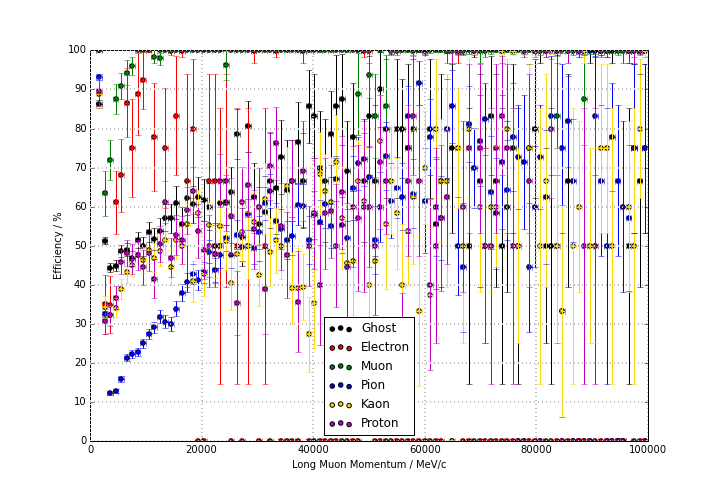 100
90
80
70
60
50
40
30
20
10
0
Efficiency / %
Ghost
Electron
Muon
Pion
Kaon
Proton
0 20000 40000 60000 80000 100000
Long Muon Momentum / MeV/c